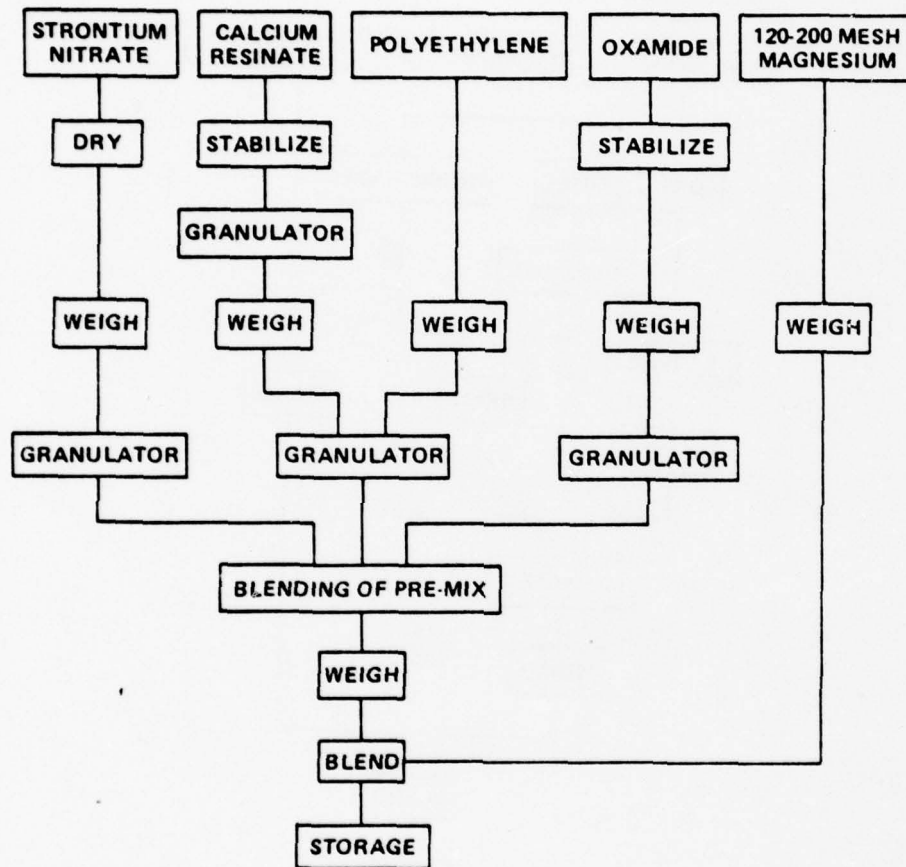 STRONTIUM
NITRATE
CALCIUM
RESINATE
POLYETHYLENE
OXAMIDE
120-200 MESH
MAGNESIUM
DRY
STABILIZE
STABILIZE
GRANULATOR
WEIGH
WEIGH
WEIGH
WEIGH
WEIGH
GRANULATOR
GRANULATOR
GRANULATOR
BLENDING OF PRE-MIX
WEIGH
BLEND
STORAGE